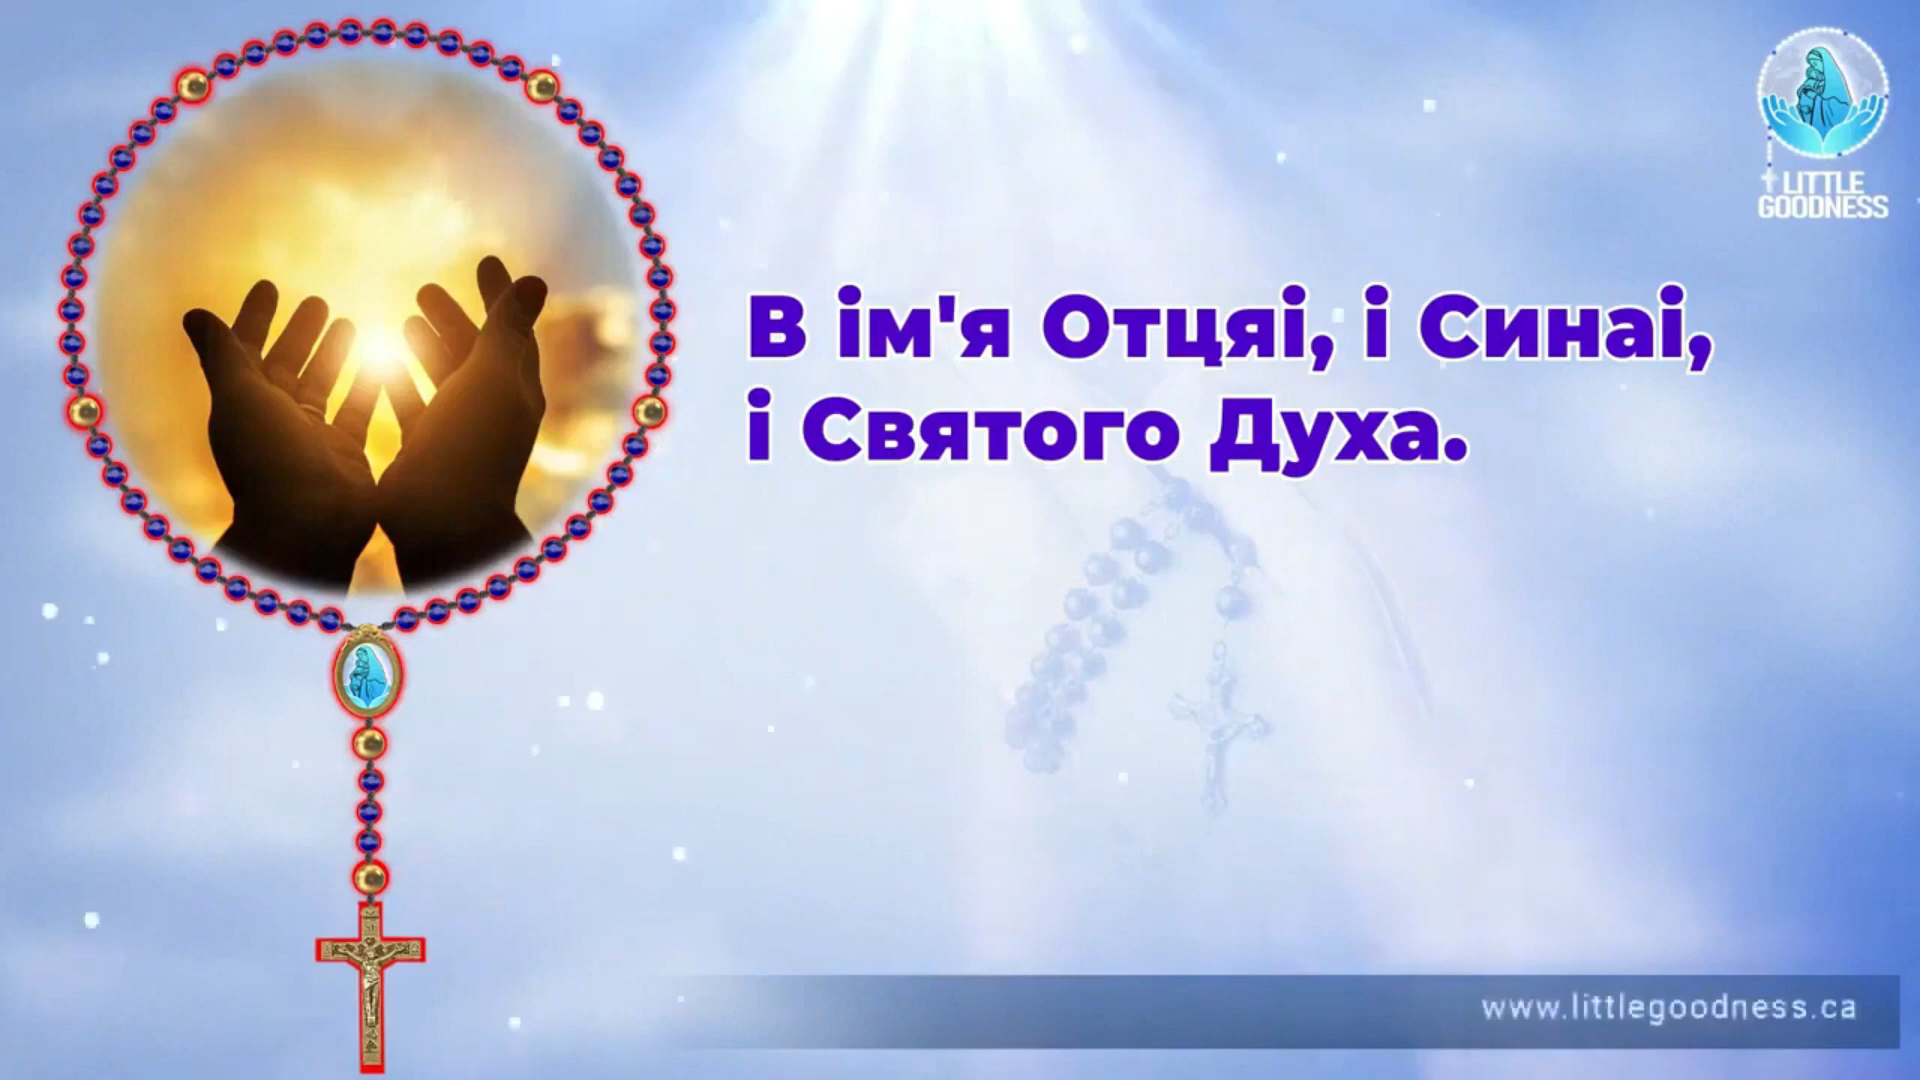 LITTLE
GOODNESS
В ім'я Отцяі, і Синаі,
і Святого Духа.
www.littlegoodness.ca